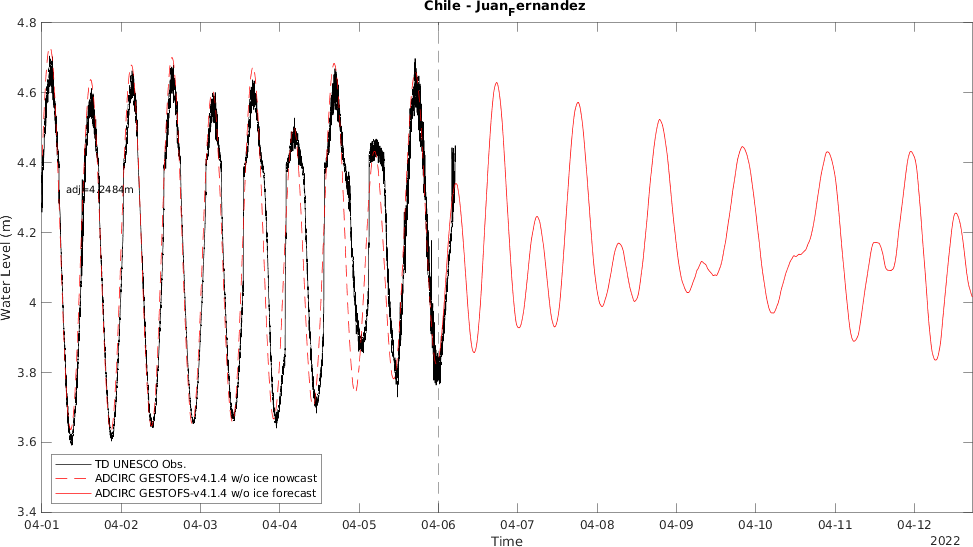 Chile - JuanFernandez
Water Level (m)
4.8
4.6
4.4
4.2
4
3.8
3.6
3.4
adj=4.2484m
TD UNESCO Obs.
ADCIRC GESTOFS-v4.1.4 w/o ice nowcast
ADCIRC GESTOFS-v4.1.4 w/o ice forecast
04-01 04-02 04-03 04-04 04-05 04-06 04-07 04-08 04-09 04-10 04-11 04-12
Time
2022